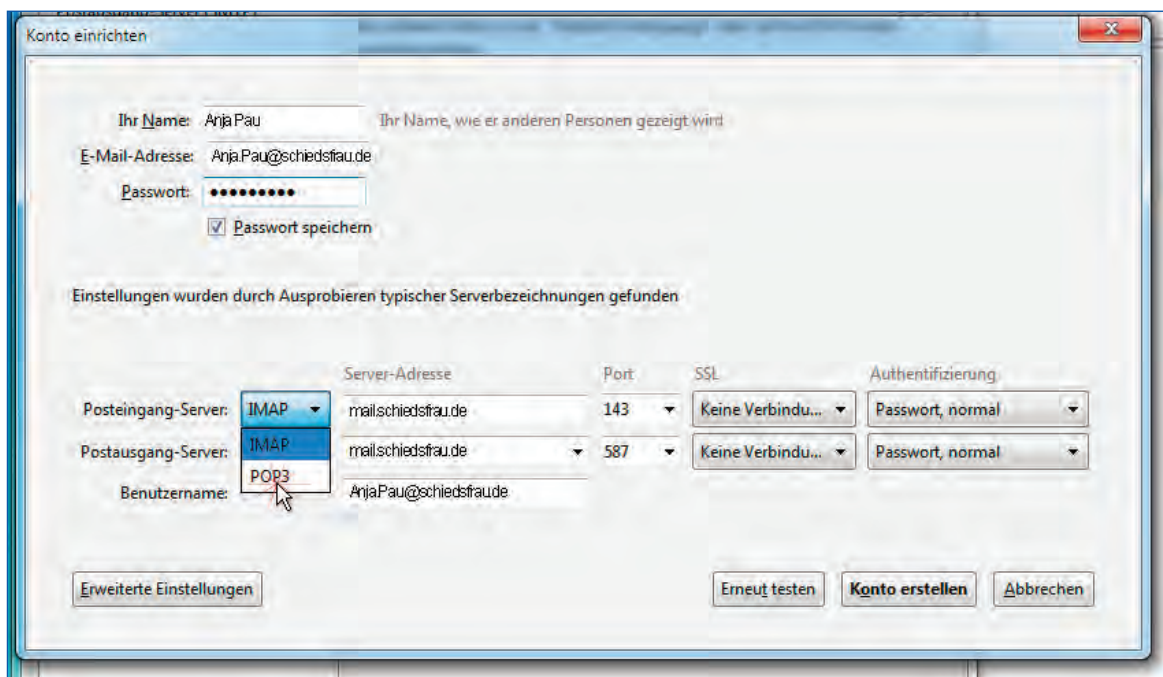 Konto einrichten
Ihr Name: Anja Pau Ihr Name, wie er anderen Personen gezeigt wird
E-Mail-Adresse: Anja.Pau@schiedsfrau.de
Passwort: •••••••••
Passwort speichern
Einstellungen wurden durch Ausprobieren typischer Serverbezeichnungen gefunden
Server-Adresse Port SSL Authentifizierung
Posteingang-Server: IMAP mail.schiedsfrau.de 143 Keine Verbindu... Passwort, normal
Postausgang-Server: IMAP mail.schiedsfrau.de 587 Keine Verbindu... Passwort, normal
POP3
Benutzername: Anja.Pau@schiedsfrau.de
Erweiterte Einstellungen Erneut testen Konto erstellen Abbrechen